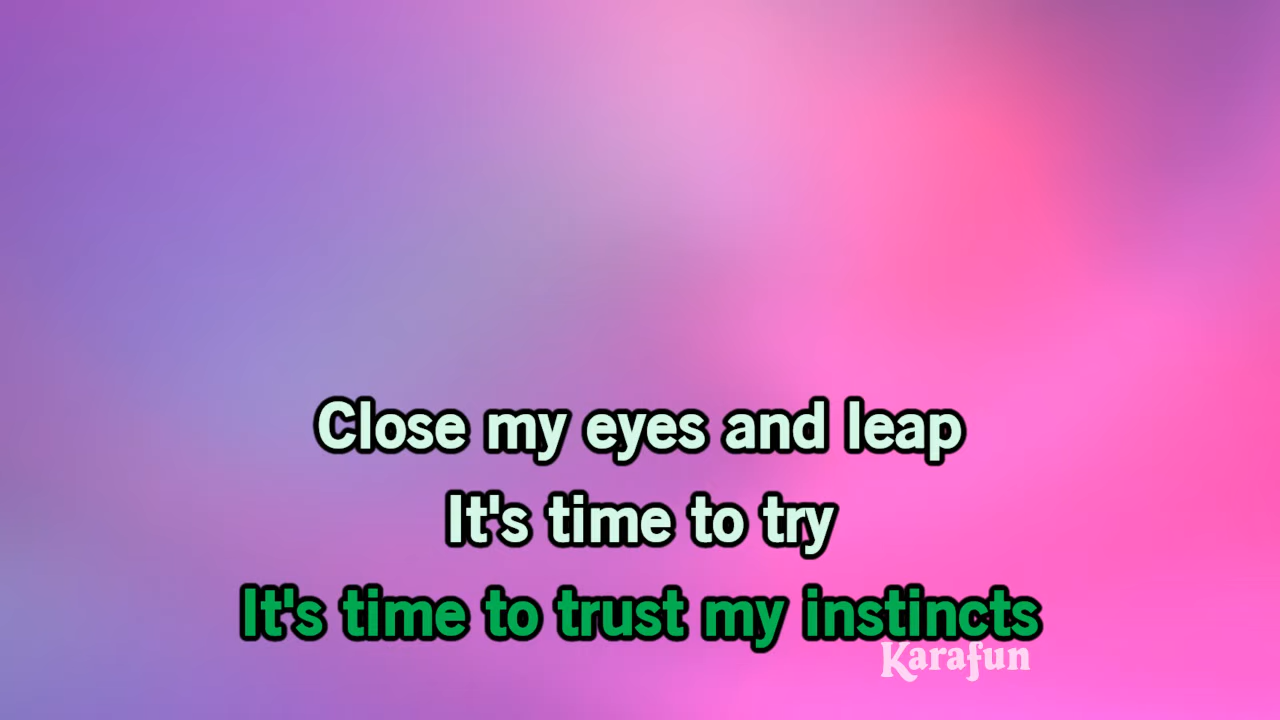 Close my eyes and leap
It's time to try
It's time to trust my instincts
Karafun